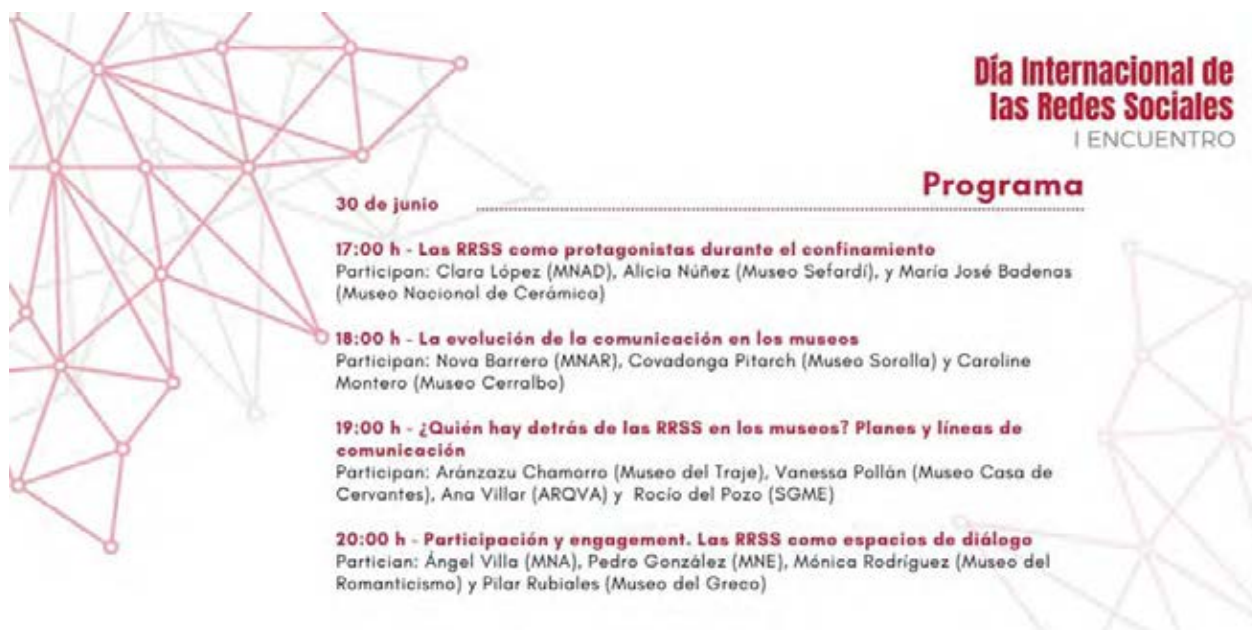 Día Internacional de
las Redes Sociales
I ENCUENTRO
Programa
30 de junio
17:00 h - Las RRSS como protagonistas durante el confinamiento
Participan: Clara López (MNAD), Alicia Núñez (Museo Sefardí), y María José Badenas
(Museo Nacional de Cerámica)
18:00 h - La evolución de la comunicación en los museos
Participan: Nova Barrero (MNAR), Covadonga Pitarch (Museo Sorolla) y Caroline
Montero (Museo Cerralbo)
19:00 h - ¿Quién hay detrás de las RRSS en los museos? Planes y líneas de
comunicación
Participan: Aránzazu Chamorro (Museo del Traje), Vanessa Pollán (Museo Casa de
Cervantes), Ana Villar (ARQVA) y Rocío del Pozo (SGME)
20:00 h - Participación y engagement. Las RRSS como espacios de diálogo
Partician: Ángel Villa (MNA), Pedro González (MNE), Mónica Rodríguez (Museo del
Romanticismo) y Pilar Rubiales (Museo del Greco)